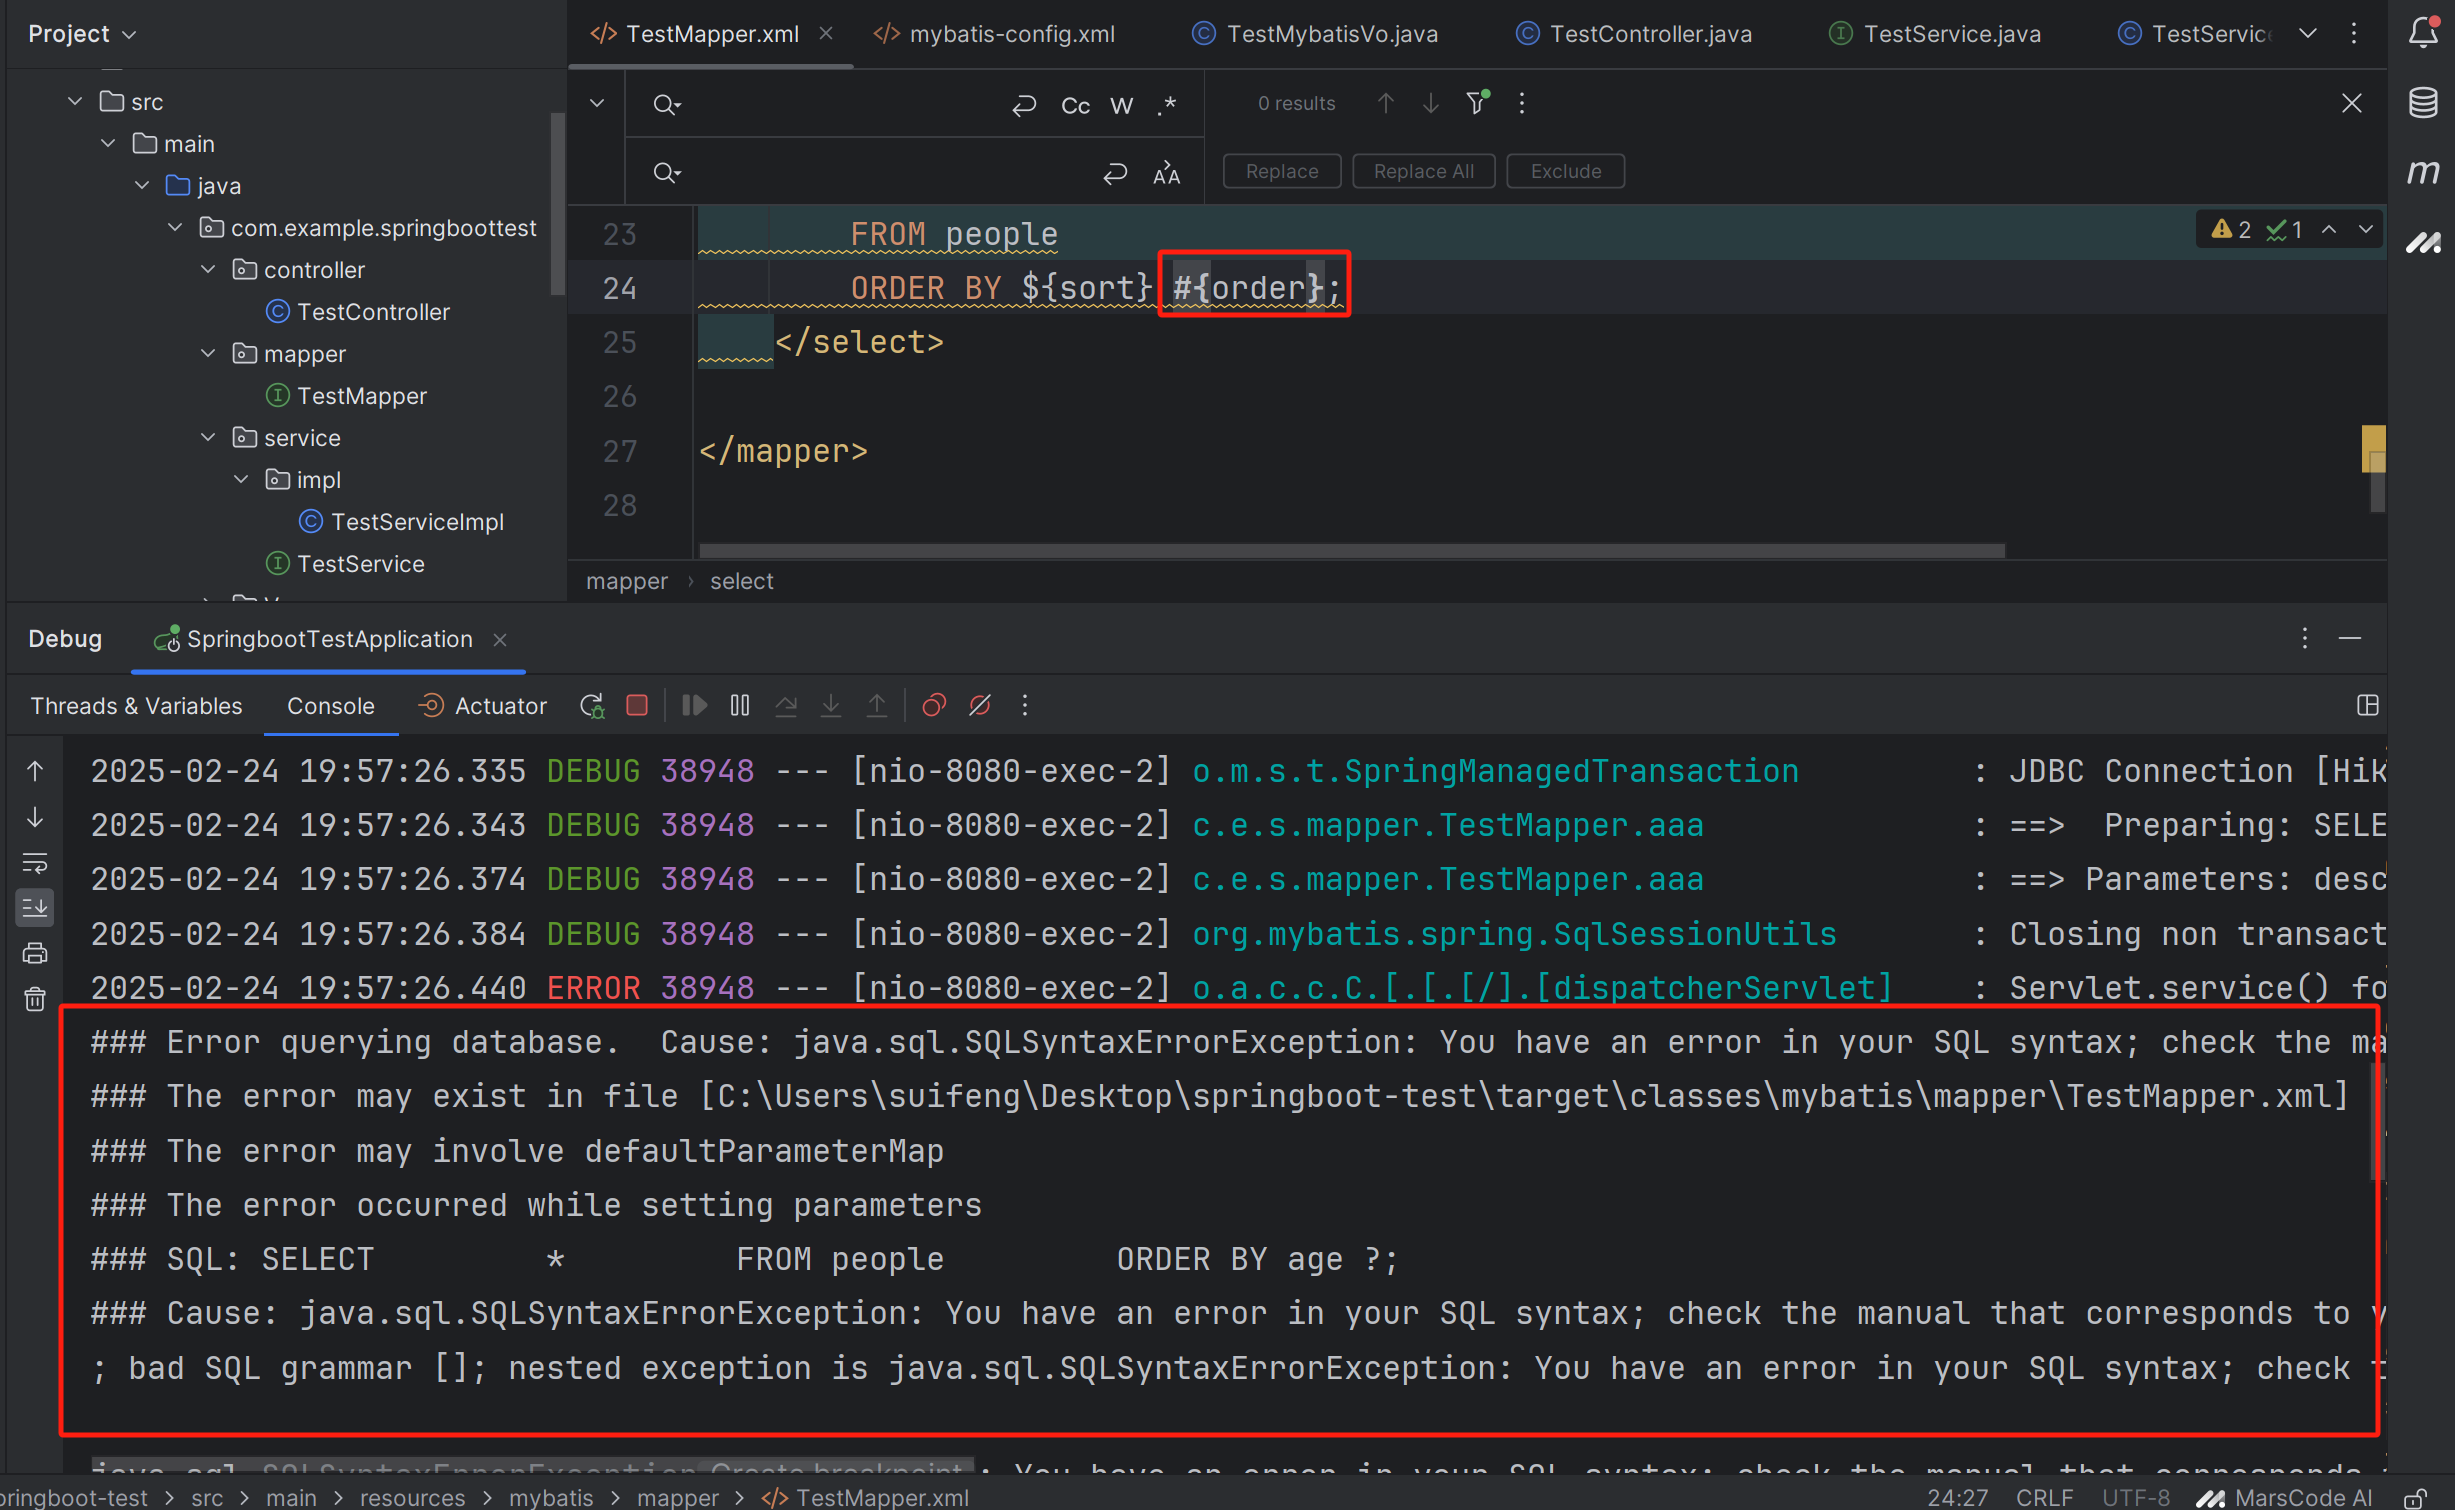 Project
TestMapper.xml
mybatis-config.xml
TestMybatisVo.java
TestController.java
TestService.java
TestServic
src
main
java
com.example.springboottest
controller
TestController
mapper
TestMapper
service
impl
TestServiceImpl
TestService
Cc W .*
0 results
Replace
Replace All
Exclude
23 FROM people
24 ORDER BY ${sort} #{order};
25 </select>
26
27 </mapper>
28
2 1
mapper › select
Debug SpringbootTestApplication
Threads & Variables Console Actuator
2025-02-24 19:57:26.335 DEBUG 38948 --- [nio-8080-exec-2] o.m.s.t.SpringManagedTransaction : JDBC Connection [Hik
2025-02-24 19:57:26.343 DEBUG 38948 --- [nio-8080-exec-2] c.e.s.mapper.TestMapper.aaa : ==> Preparing: SELE
2025-02-24 19:57:26.374 DEBUG 38948 --- [nio-8080-exec-2] c.e.s.mapper.TestMapper.aaa : ==> Parameters: desc
2025-02-24 19:57:26.384 DEBUG 38948 --- [nio-8080-exec-2] org.mybatis.spring.SqlSessionUtils : Closing non transact
2025-02-24 19:57:26.440 ERROR 38948 --- [nio-8080-exec-2] o.a.c.c.C.[.[.[/].[dispatcherServlet] : Servlet.service() fo
### Error querying database.  Cause: java.sql.SQLSyntaxErrorException: You have an error in your SQL syntax; check the ma
### The error may exist in file [C:\Users\suifeng\Desktop\springboot-test\target\classes\mybatis\mapper\TestMapper.xml]
### The error may involve defaultParameterMap
### The error occurred while setting parameters
### SQL: SELECT * FROM people ORDER BY age ?;
### Cause: java.sql.SQLSyntaxErrorException: You have an error in your SQL syntax; check the manual that corresponds to y
; bad SQL grammar []; nested exception is java.sql.SQLSyntaxErrorException: You have an error in your SQL syntax; check t
java.sql.SQLSyntaxErrorException Create breakpoint : You have an error in your SQL syntax; check the manual that corresponds
pringboot-test > src > main > resources > mybatis > mapper > TestMapper.xml
24:27 CRLF UTF-8 MarsCode AI